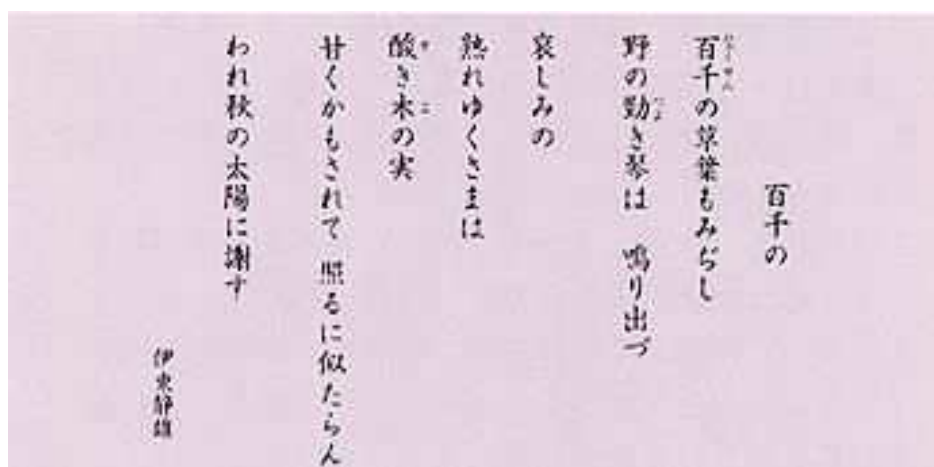 百千の
百千の草葉もみぢし
野の勁き琴は　鳴り出づ
哀しみの
熟れゆくさまは
酸き木の実
甘くかもされて　照るに似たらん
われ秋の太陽に謝す
伊東静雄